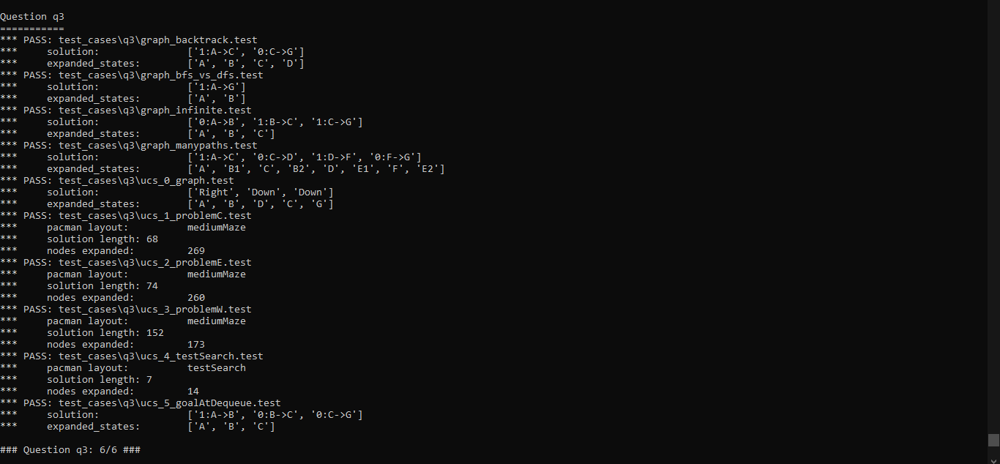 Question q3
===========
*** PASS: test_cases\q3\graph_backtrack.test
***     solution:               ['1:A->C', '0:C->G']
***     expanded_states:        ['A', 'B', 'C', 'D']
*** PASS: test_cases\q3\graph_bfs_vs_dfs.test
***     solution:               ['1:A->G']
***     expanded_states:        ['A', 'B']
*** PASS: test_cases\q3\graph_infinite.test
***     solution:               ['0:A->B', '1:B->C', '1:C->G']
***     expanded_states:        ['A', 'B', 'C']
*** PASS: test_cases\q3\graph_manypaths.test
***     solution:               ['1:A->C', '0:C->D', '1:D->F', '0:F->G']
***     expanded_states:        ['A', 'B1', 'C', 'B2', 'D', 'E1', 'F', 'E2']
*** PASS: test_cases\q3\ucs_0_graph.test
***     solution:               ['Right', 'Down', 'Down']
***     expanded_states:        ['A', 'B', 'D', 'C', 'G']
*** PASS: test_cases\q3\ucs_1_problemC.test
***     pacman layout:          mediumMaze
***     solution length: 68
***     nodes expanded:         269
*** PASS: test_cases\q3\ucs_2_problemE.test
***     pacman layout:          mediumMaze
***     solution length: 74
***     nodes expanded:         260
*** PASS: test_cases\q3\ucs_3_problemW.test
***     pacman layout:          mediumMaze
***     solution length: 152
***     nodes expanded:         173
*** PASS: test_cases\q3\ucs_4_testSearch.test
***     pacman layout:          testSearch
***     solution length: 7
***     nodes expanded:         14
*** PASS: test_cases\q3\ucs_5_goalAtDequeue.test
***     solution:               ['1:A->B', '0:B->C', '0:C->G']
***     expanded_states:        ['A', 'B', 'C']
### Question q3: 6/6 ###